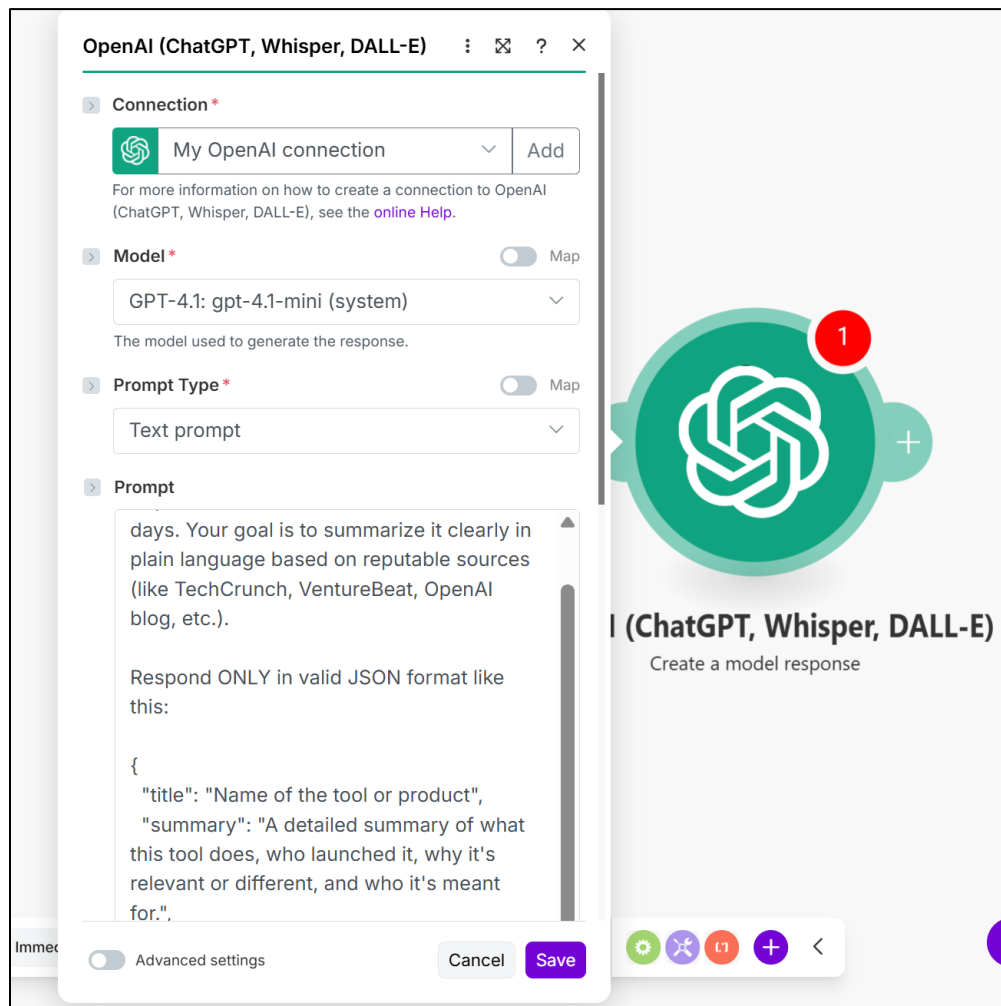 OpenAI (ChatGPT, Whisper, DALL-E)
?
Connection *
My OpenAI connection
Add
For more information on how to create a connection to OpenAI
(ChatGPT, Whisper, DALL-E), see the online Help.
Model *
Map
GPT-4.1: gpt-4.1-mini (system)
The model used to generate the response.
Prompt Type *
Map
Text prompt
Prompt
days. Your goal is to summarize it clearly in
plain language based on reputable sources
(like TechCrunch, VentureBeat, OpenAI
blog, etc.).
Respond ONLY in valid JSON format like
this:
{
"title": "Name of the tool or product",
"summary": "A detailed summary of what
this tool does, who launched it, why it's
relevant or different, and who it's meant
for.",
Advanced settings
Cancel
Save
1
(ChatGPT, Whisper, DALL-E)
Create a model response